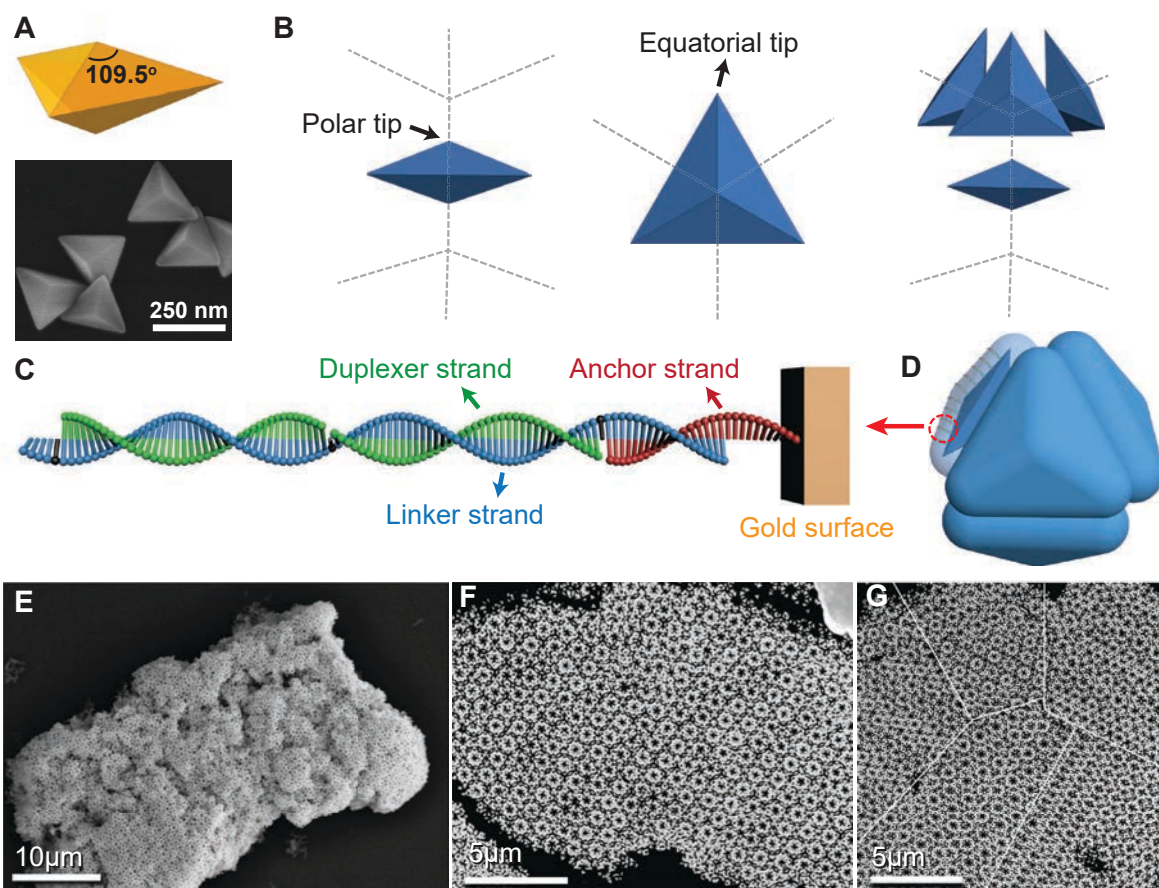 A
109.5°
250 nm
B
Polar tip
Equatorial tip
C
Duplexer strand
Anchor strand
Linker strand
Gold surface
D
E
10µm
F
5µm
G
5µm